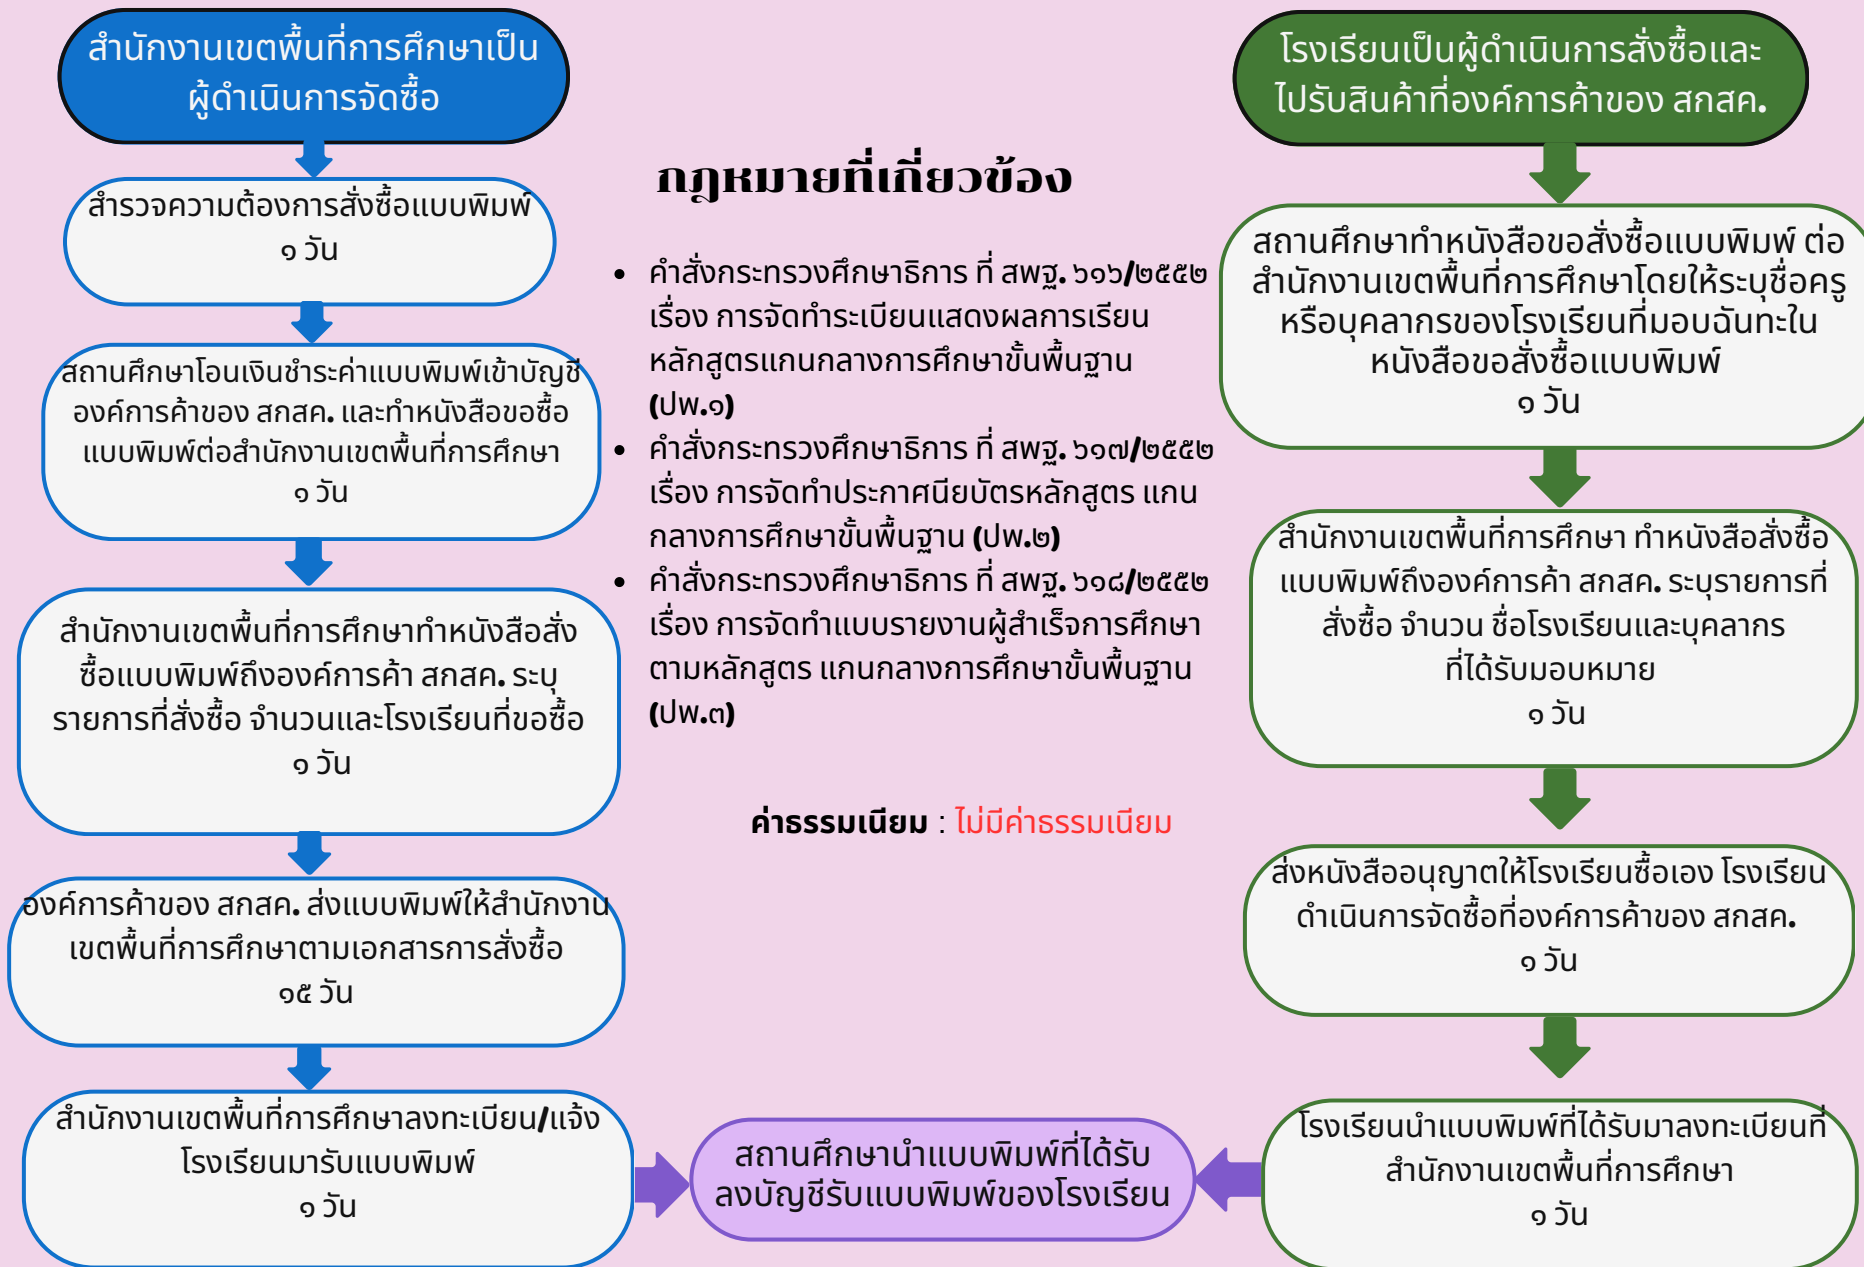 สำนักงานเขตพื้นที่การศึกษาเป็น
ผู้ดำเนินการจัดซื้อ
สำรวจความต้องการสั่งซื้อแบบพิมพ์
๑ วัน
สถานศึกษาโอนเงินชำระค่าแบบพิมพ์เข้าบัญชี
องค์การค้าของ สกสค. และทำหนังสือขอซื้อ
แบบพิมพ์ต่อสำนักงานเขตพื้นที่การศึกษา
๑ วัน
สำนักงานเขตพื้นที่การศึกษาทำหนังสือสั่ง
ซื้อแบบพิมพ์ถึงองค์การค้า สกสค. ระบุ
รายการที่สั่งซื้อ จำนวนและโรงเรียนที่ขอซื้อ
๑ วัน
องค์การค้าของ สกสค. ส่งแบบพิมพ์ให้สำนักงาน
เขตพื้นที่การศึกษาตามเอกสารการสั่งซื้อ
๑๕ วัน
สำนักงานเขตพื้นที่การศึกษาลงทะเบียน/แจ้ง
โรงเรียนมารับแบบพิมพ์
๑ วัน
กฎหมายที่เกี่ยวข้อง
• คำสั่งกระทรวงศึกษาธิการ ที่ สพฐ. ๖๑๖/๒๕๕๒
เรื่อง การจัดทำระเบียนแสดงผลการเรียน
หลักสูตรแกนกลางการศึกษาขั้นพื้นฐาน
(ปพ.๑)
• คำสั่งกระทรวงศึกษาธิการ ที่ สพฐ. ๖๑๗/๒๕๕๒
เรื่อง การจัดทำประกาศนียบัตรหลักสูตร แกน
กลางการศึกษาขั้นพื้นฐาน (ปพ.๒)
• คำสั่งกระทรวงศึกษาธิการ ที่ สพฐ. ๖๑๘/๒๕๕๒
เรื่อง การจัดทำแบบรายงานผู้สำเร็จการศึกษา
ตามหลักสูตร แกนกลางการศึกษาขั้นพื้นฐาน
(ปพ.๓)
ค่าธรรมเนียม : ไม่มีค่าธรรมเนียม
สถานศึกษานำแบบพิมพ์ที่ได้รับ
ลงบัญชีรับแบบพิมพ์ของโรงเรียน
โรงเรียนเป็นผู้ดำเนินการสั่งซื้อและ
ไปรับสินค้าที่องค์การค้าของ สกสค.
สถานศึกษาทำหนังสือขอสั่งซื้อแบบพิมพ์ ต่อ
สำนักงานเขตพื้นที่การศึกษาโดยให้ระบุชื่อครู
หรือบุคลากรของโรงเรียนที่มอบฉันทะใน
หนังสือขอสั่งซื้อแบบพิมพ์
๑ วัน
สำนักงานเขตพื้นที่การศึกษา ทำหนังสือสั่งซื้อ
แบบพิมพ์ถึงองค์การค้า สกสค. ระบุรายการที่
สั่งซื้อ จำนวน ชื่อโรงเรียนและบุคลากร
ที่ได้รับมอบหมาย
๑ วัน
ส่งหนังสืออนุญาตให้โรงเรียนซื้อเอง โรงเรียน
ดำเนินการจัดซื้อที่องค์การค้าของ สกสค.
๑ วัน
โรงเรียนนำแบบพิมพ์ที่ได้รับมาลงทะเบียนที่
สำนักงานเขตพื้นที่การศึกษา
๑ วัน